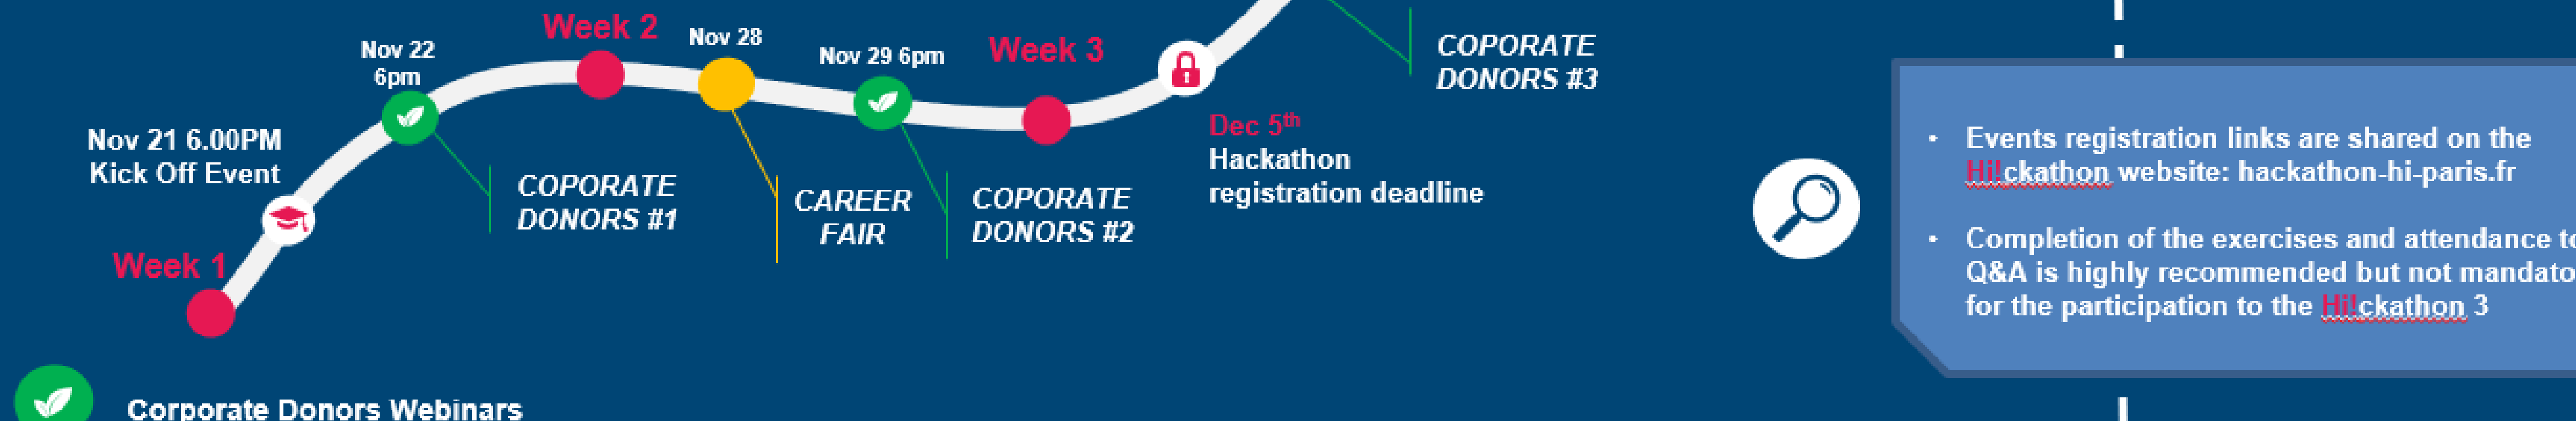 Week 2
Nov 28
Nov 22
6pm
Nov 29 6pm
Week 3
COPORATE
DONORS #3
Nov 21 6.00PM
Kick Off Event
Dec 5th
Hackathon
registration deadline
COPORATE
DONORS #1
CAREER
FAIR
COPORATE
DONORS #2
Week 1
Corporate Donors Webinars
• Events registration links are shared on the
Hi!ckathon website: hackathon-hi-paris.fr
• Completion of the exercises and attendance to
Q&A is highly recommended but not mandato
for the participation to the Hi!ckathon 3